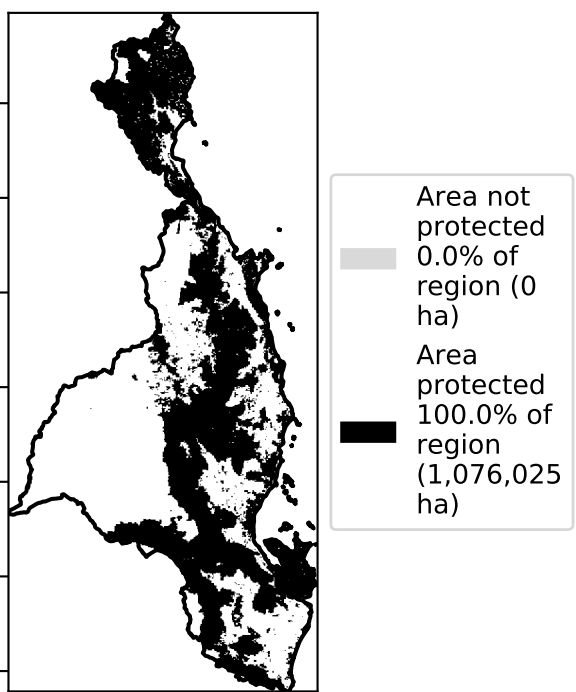 Area not
protected
0.0% of
region (0
ha)
Area
protected
100.0% of
region
(1,076,025
ha)